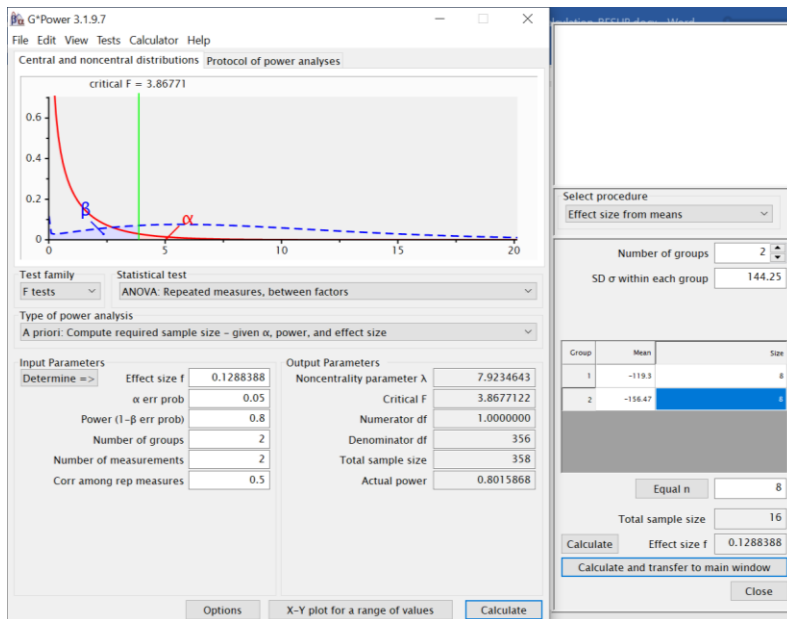 G*Power 3.1.9.7
File Edit View Tests Calculator Help
Central and noncentral distributions Protocol of power analyses
critical F = 3.86771
0.6
0.4
0.2
0
β
α
0 5 10 15 20
Test family Statistical test
F tests ANOVA: Repeated measures, between factors
Type of power analysis
A priori: Compute required sample size – given α, power, and effect size
Input Parameters Output Parameters
Determine => Effect size f 0.1288388 Noncentrality parameter λ 7.9234643
α err prob 0.05 Critical F 3.8677122
Power (1-β err prob) 0.8 Numerator df 1.0000000
Number of groups 2 Denominator df 356
Number of measurements 2 Total sample size 358
Corr among rep measures 0.5 Actual power 0.8015868
Options X-Y plot for a range of values Calculate
Word
Select procedure
Effect size from means
Number of groups 2
SD σ within each group 144.25
Group Mean Size
1 -119.3 8
2 -156.47 8
Equal n 8
Total sample size 16
Calculate Effect size f 0.1288388
Calculate and transfer to main window
Close